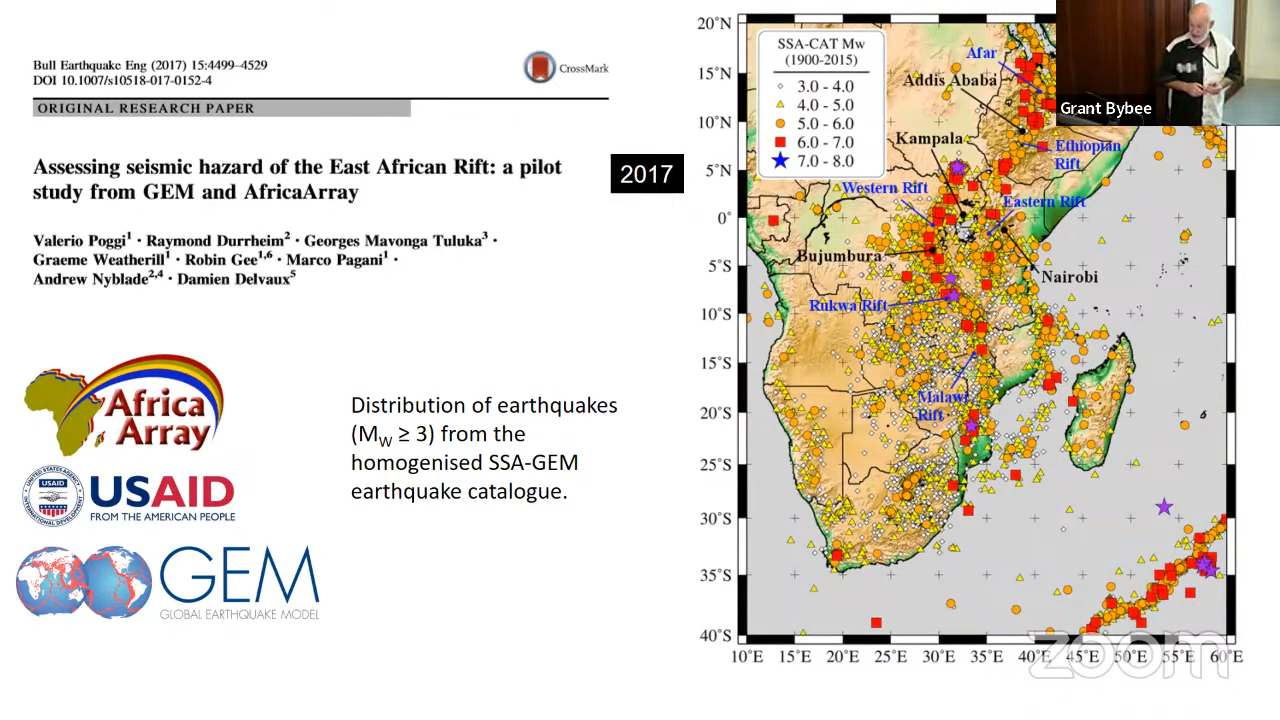 Bull Earthquake Eng (2017) 15:4499–4529
DOI 10.1007/s10518-017-0152-4
CrossMark
ORIGINAL RESEARCH PAPER
Assessing seismic hazard of the East African Rift: a pilot
study from GEM and AfricaArray
2017
Valerio Poggi1 · Raymond Durrheim2 · Georges Mavonga Tuluka3 ·
Graeme Weatherill1 · Robin Gee1,6 · Marco Pagani1 ·
Andrew Nyblade2,4 · Damien Delvaux5
Africa
Array
USAID
FROM THE AMERICAN PEOPLE
GEM
GLOBAL EARTHQUAKE MODEL
Distribution of earthquakes
(MW ≥ 3) from the
homogenised SSA-GEM
earthquake catalogue.
SSA-CAT Mw
(1900-2015)
3.0 - 4.0
4.0 - 5.0
5.0 - 6.0
6.0 - 7.0
7.0 - 8.0
Afar
Addis Ababa
Kampala
Ethiopian
Rift
Western Rift
Eastern Rift
Bujumbura
Nairobi
Rukwa Rift
Malawi
Rift
20°N
15°N
10°N
5°N
0°
5°S
10°S
15°S
20°S
25°S
30°S
35°S
40°S
10°E
15°E
20°E
25°E
30°E
35°E
40°E
45°E
50°E
55°E
60°E
Grant Bybee
zoom